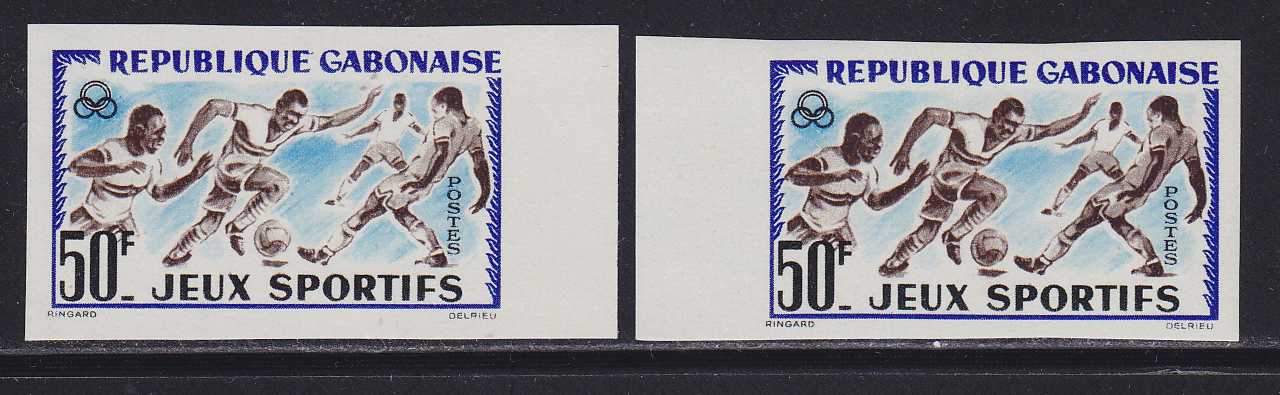 REPUBLIQUE GABONAISE
POSTES
50F
JEUX SPORTIFS
RINGARD DELRIEU
REPUBLIQUE GABONAISE
POSTES
50F
JEUX SPORTIFS
RINGARD DELRIEU